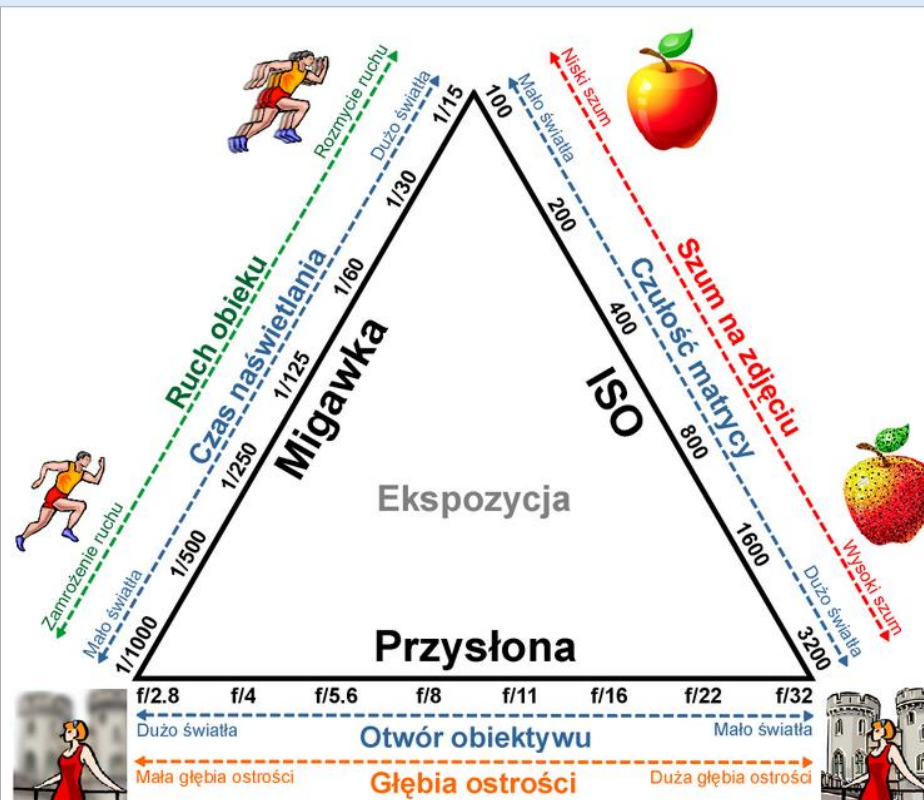 Ruch obieku
Rozmycie ruchu
Zamrożenie ruchu
Czas naświetlania
Dużo światła
Mało światła
Migawka
1/15
1/30
1/60
1/125
1/250
1/500
1/1000
100
200
400
800
1600
3200
ISO
Mało światła
Czułość matrycy
Dużo światła
Niski szum
Szum na zdjęciu
Wysoki szum
Ekspozycja
Przysłona
f/2.8 f/4 f/5.6 f/8 f/11 f/16 f/22 f/32
Dużo światła Otwór obiektywu Mało światła
Mała głębia ostrości Głębia ostrości Duża głębia ostrości